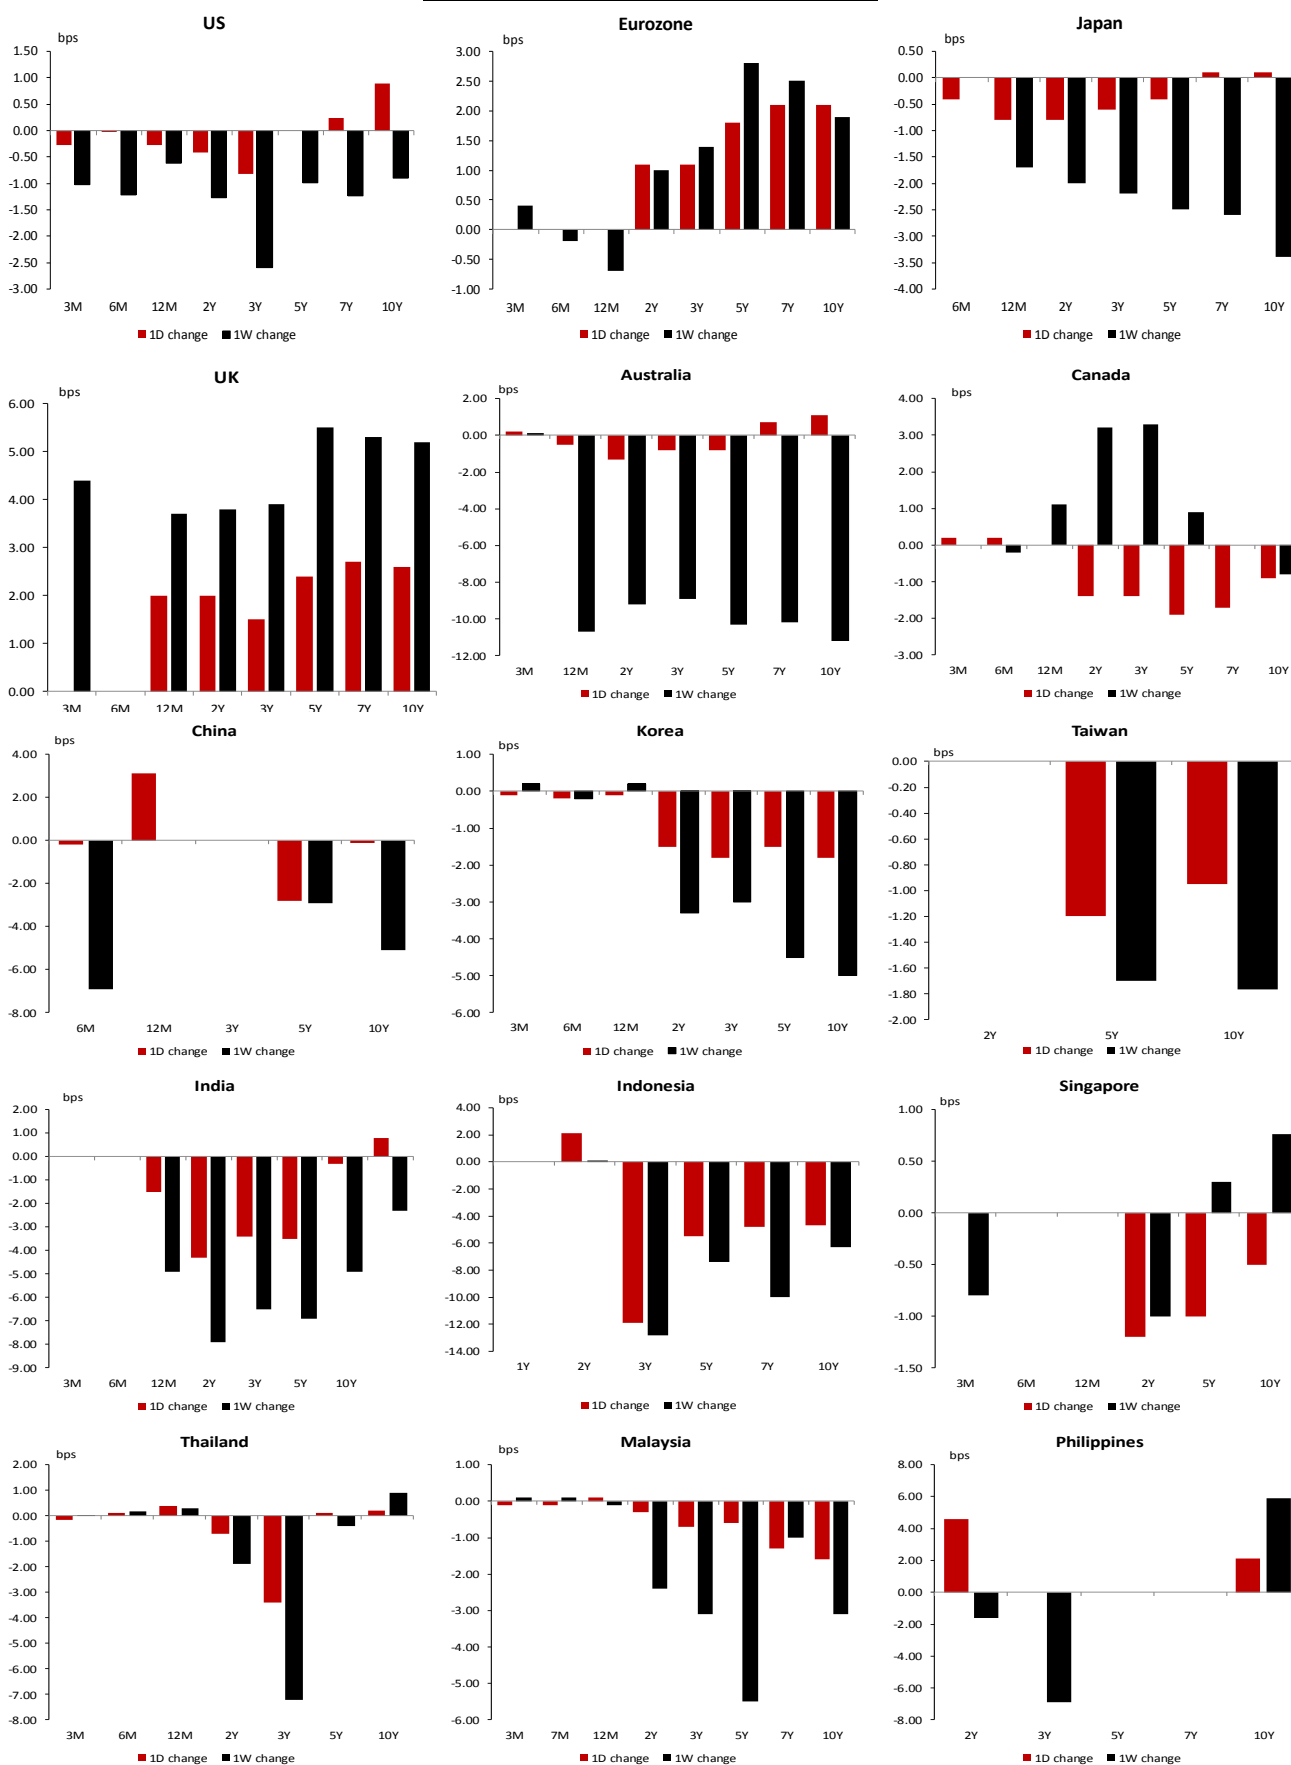 US
bps
1.50
1.00
0.50
0.00
-0.50
-1.00
-1.50
-2.00
-2.50
-3.00
3M 6M 12M 2Y 3Y 5Y 7Y 10Y
1D change 1W change
Eurozone
bps
3.00
2.50
2.00
1.50
1.00
0.50
0.00
-0.50
-1.00
3M 6M 12M 2Y 3Y 5Y 7Y 10Y
1D change 1W change
Japan
bps
0.50
0.00
-0.50
-1.00
-1.50
-2.00
-2.50
-3.00
-3.50
-4.00
6M 12M 2Y 3Y 5Y 7Y 10Y
1D change 1W change
UK
bps
6.00
5.00
4.00
3.00
2.00
1.00
0.00
3M 6M 12M 2Y 3Y 5Y 7Y 10Y
Australia
bps
2.00
0.00
-2.00
-4.00
-6.00
-8.00
-10.00
-12.00
3M 12M 2Y 3Y 5Y 7Y 10Y
1D change 1W change
Canada
bps
4.00
3.00
2.00
1.00
0.00
-1.00
-2.00
-3.00
3M 6M 12M 2Y 3Y 5Y 7Y 10Y
1D change 1W change
China
bps
4.00
2.00
0.00
-2.00
-4.00
-6.00
-8.00
6M 12M 3Y 5Y 10Y
1D change 1W change
Korea
bps
1.00
0.00
-1.00
-2.00
-3.00
-4.00
-5.00
-6.00
3M 6M 12M 2Y 3Y 5Y 10Y
1D change 1W change
Taiwan
bps
0.00
-0.20
-0.40
-0.60
-0.80
-1.00
-1.20
-1.40
-1.60
-1.80
-2.00
2Y 5Y 10Y
1D change 1W change
India
bps
2.00
1.00
0.00
-1.00
-2.00
-3.00
-4.00
-5.00
-6.00
-7.00
-8.00
-9.00
3M 6M 12M 2Y 3Y 5Y 10Y
1D change 1W change
Indonesia
bps
4.00
2.00
0.00
-2.00
-4.00
-6.00
-8.00
-10.00
-12.00
-14.00
1Y 2Y 3Y 5Y 7Y 10Y
1D change 1W change
Singapore
bps
1.00
0.50
0.00
-0.50
-1.00
-1.50
3M 6M 12M 2Y 5Y 10Y
1D change 1W change
Thailand
bps
2.00
1.00
0.00
-1.00
-2.00
-3.00
-4.00
-5.00
-6.00
-7.00
-8.00
3M 6M 12M 2Y 3Y 5Y 10Y
1D change 1W change
Malaysia
bps
1.00
0.00
-1.00
-2.00
-3.00
-4.00
-5.00
-6.00
3M 7M 12M 2Y 3Y 5Y 7Y 10Y
1D change 1W change
Philippines
bps
8.00
6.00
4.00
2.00
0.00
-2.00
-4.00
-6.00
-8.00
2Y 3Y 5Y 7Y 10Y
1D change 1W change